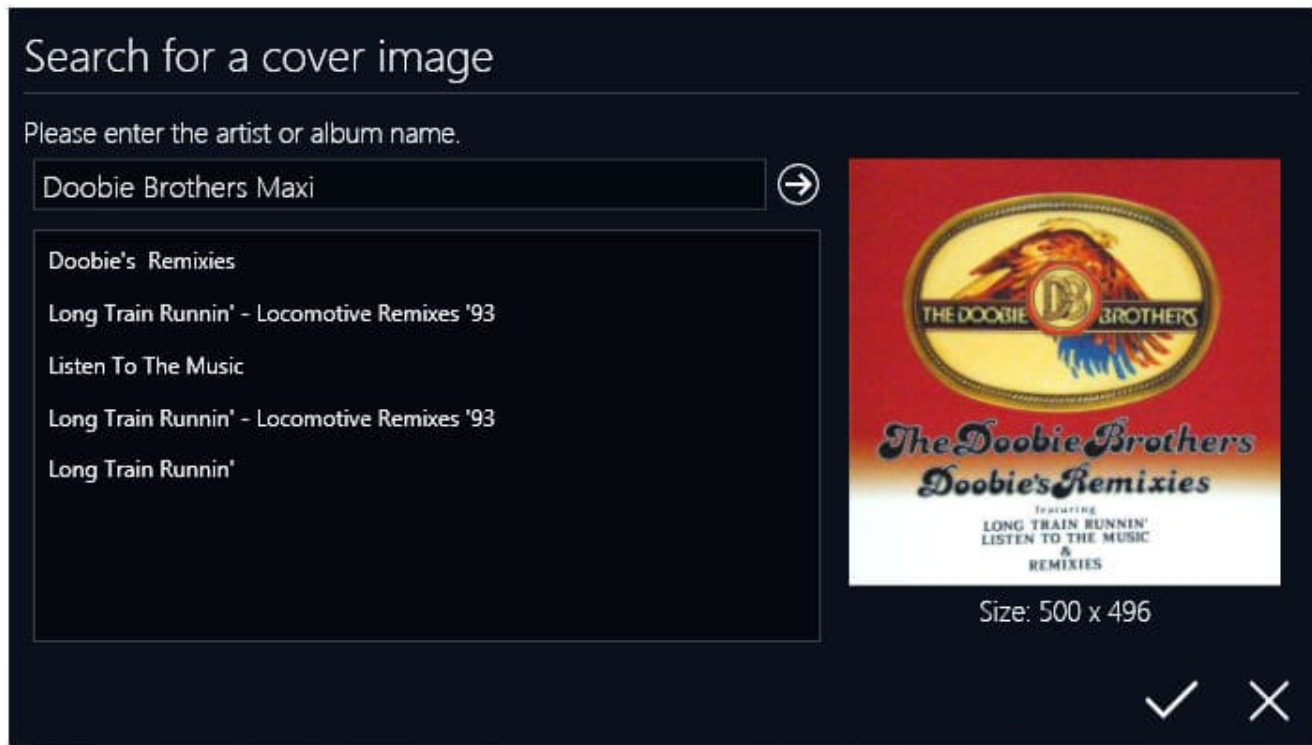 Search for a cover image
Please enter the artist or album name.
Doobie Brothers Maxi
Doobie's  Remixies
Long Train Runnin' - Locomotive Remixes '93
Listen To The Music
Long Train Runnin' - Locomotive Remixes '93
Long Train Runnin'
THE DOOBIE DB BROTHERS
The Doobie Brothers
Doobie's Remixies
featuring
LONG TRAIN RUNNIN'
LISTEN TO THE MUSIC
&
REMIXIES
Size: 500 x 496